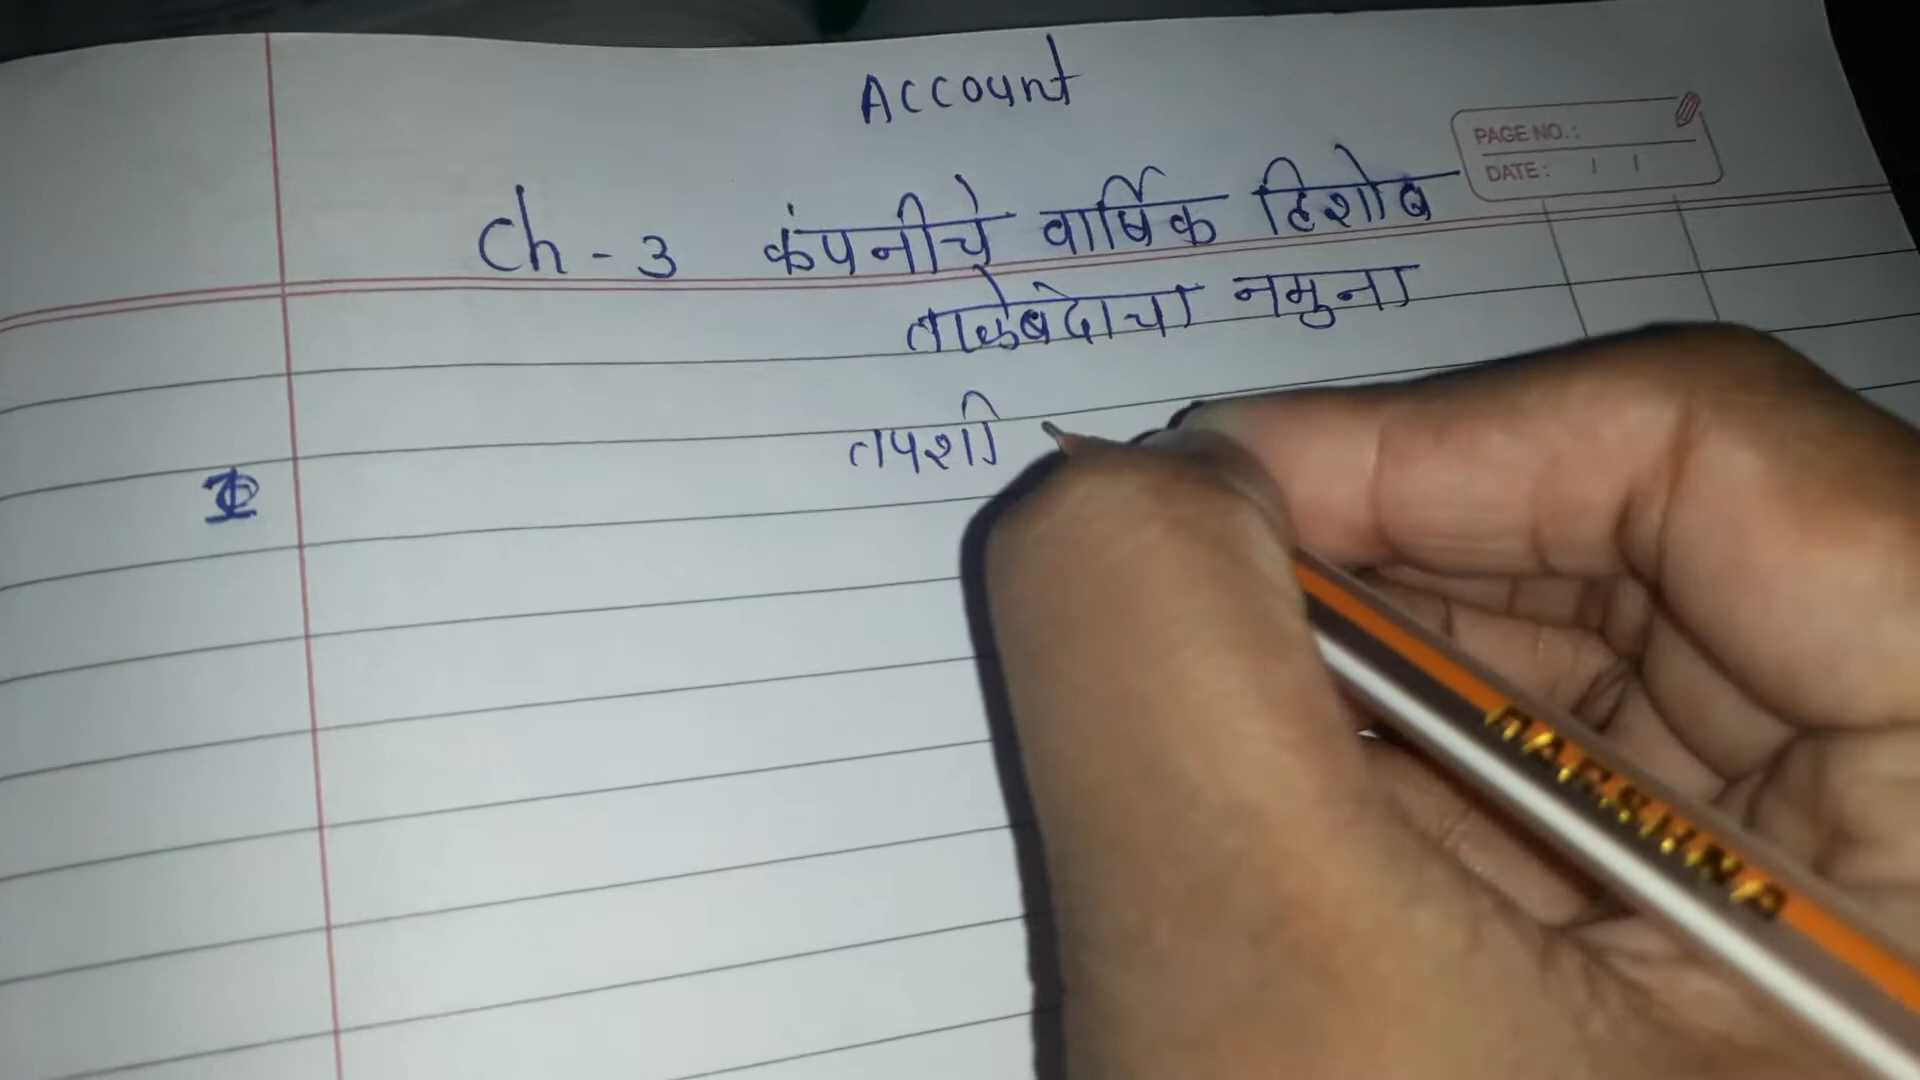 Account
PAGE NO.:
DATE: / /
Ch - 3 कंपनीचे वार्षिक हिशोब
ताळेबंदाचा नमुना
तपशी